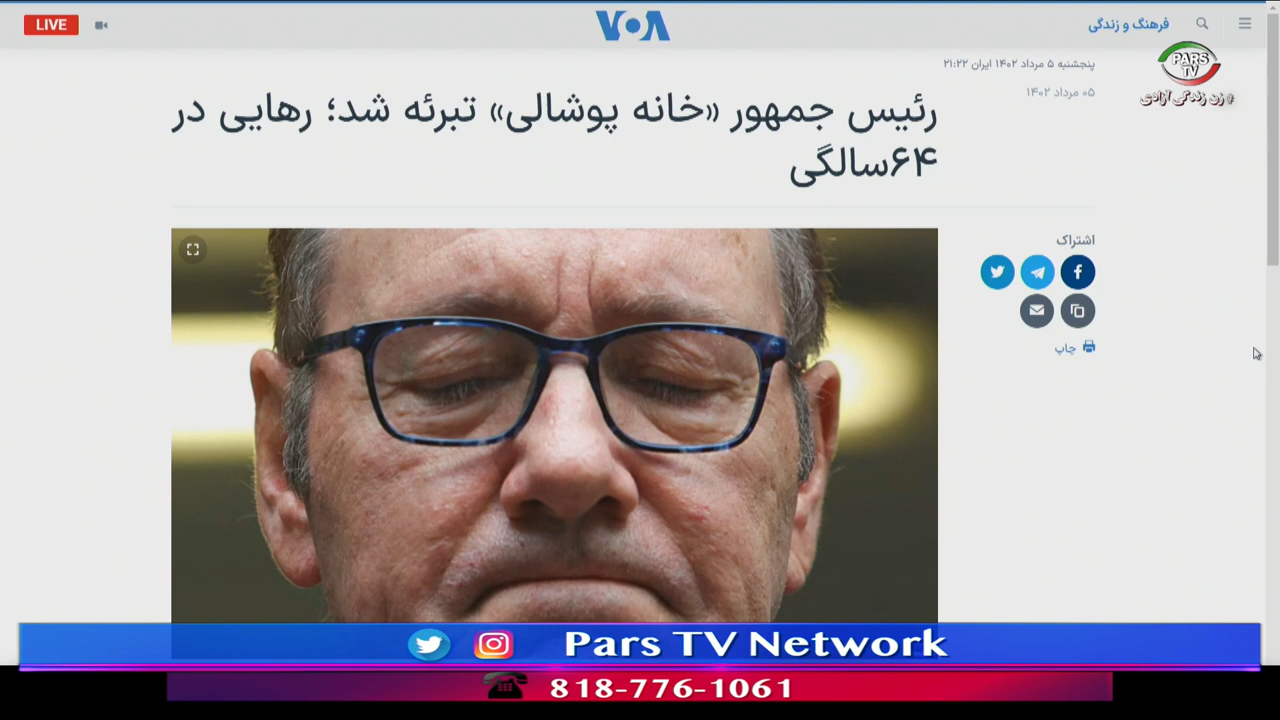 LIVE
VOA
فرهنگ و زندگی
PARS
TV
#زن زندگی آزادی
پنجشنبه ۵ مرداد ۱۴۰۲ ایران ۲۱:۲۲
۰۵ مرداد ۱۴۰۲
رئیس جمهور «خانه پوشالی» تبرئه شد؛ رهایی در
۶۴سالگی
اشتراک
چاپ
Pars TV Network
818-776-1061